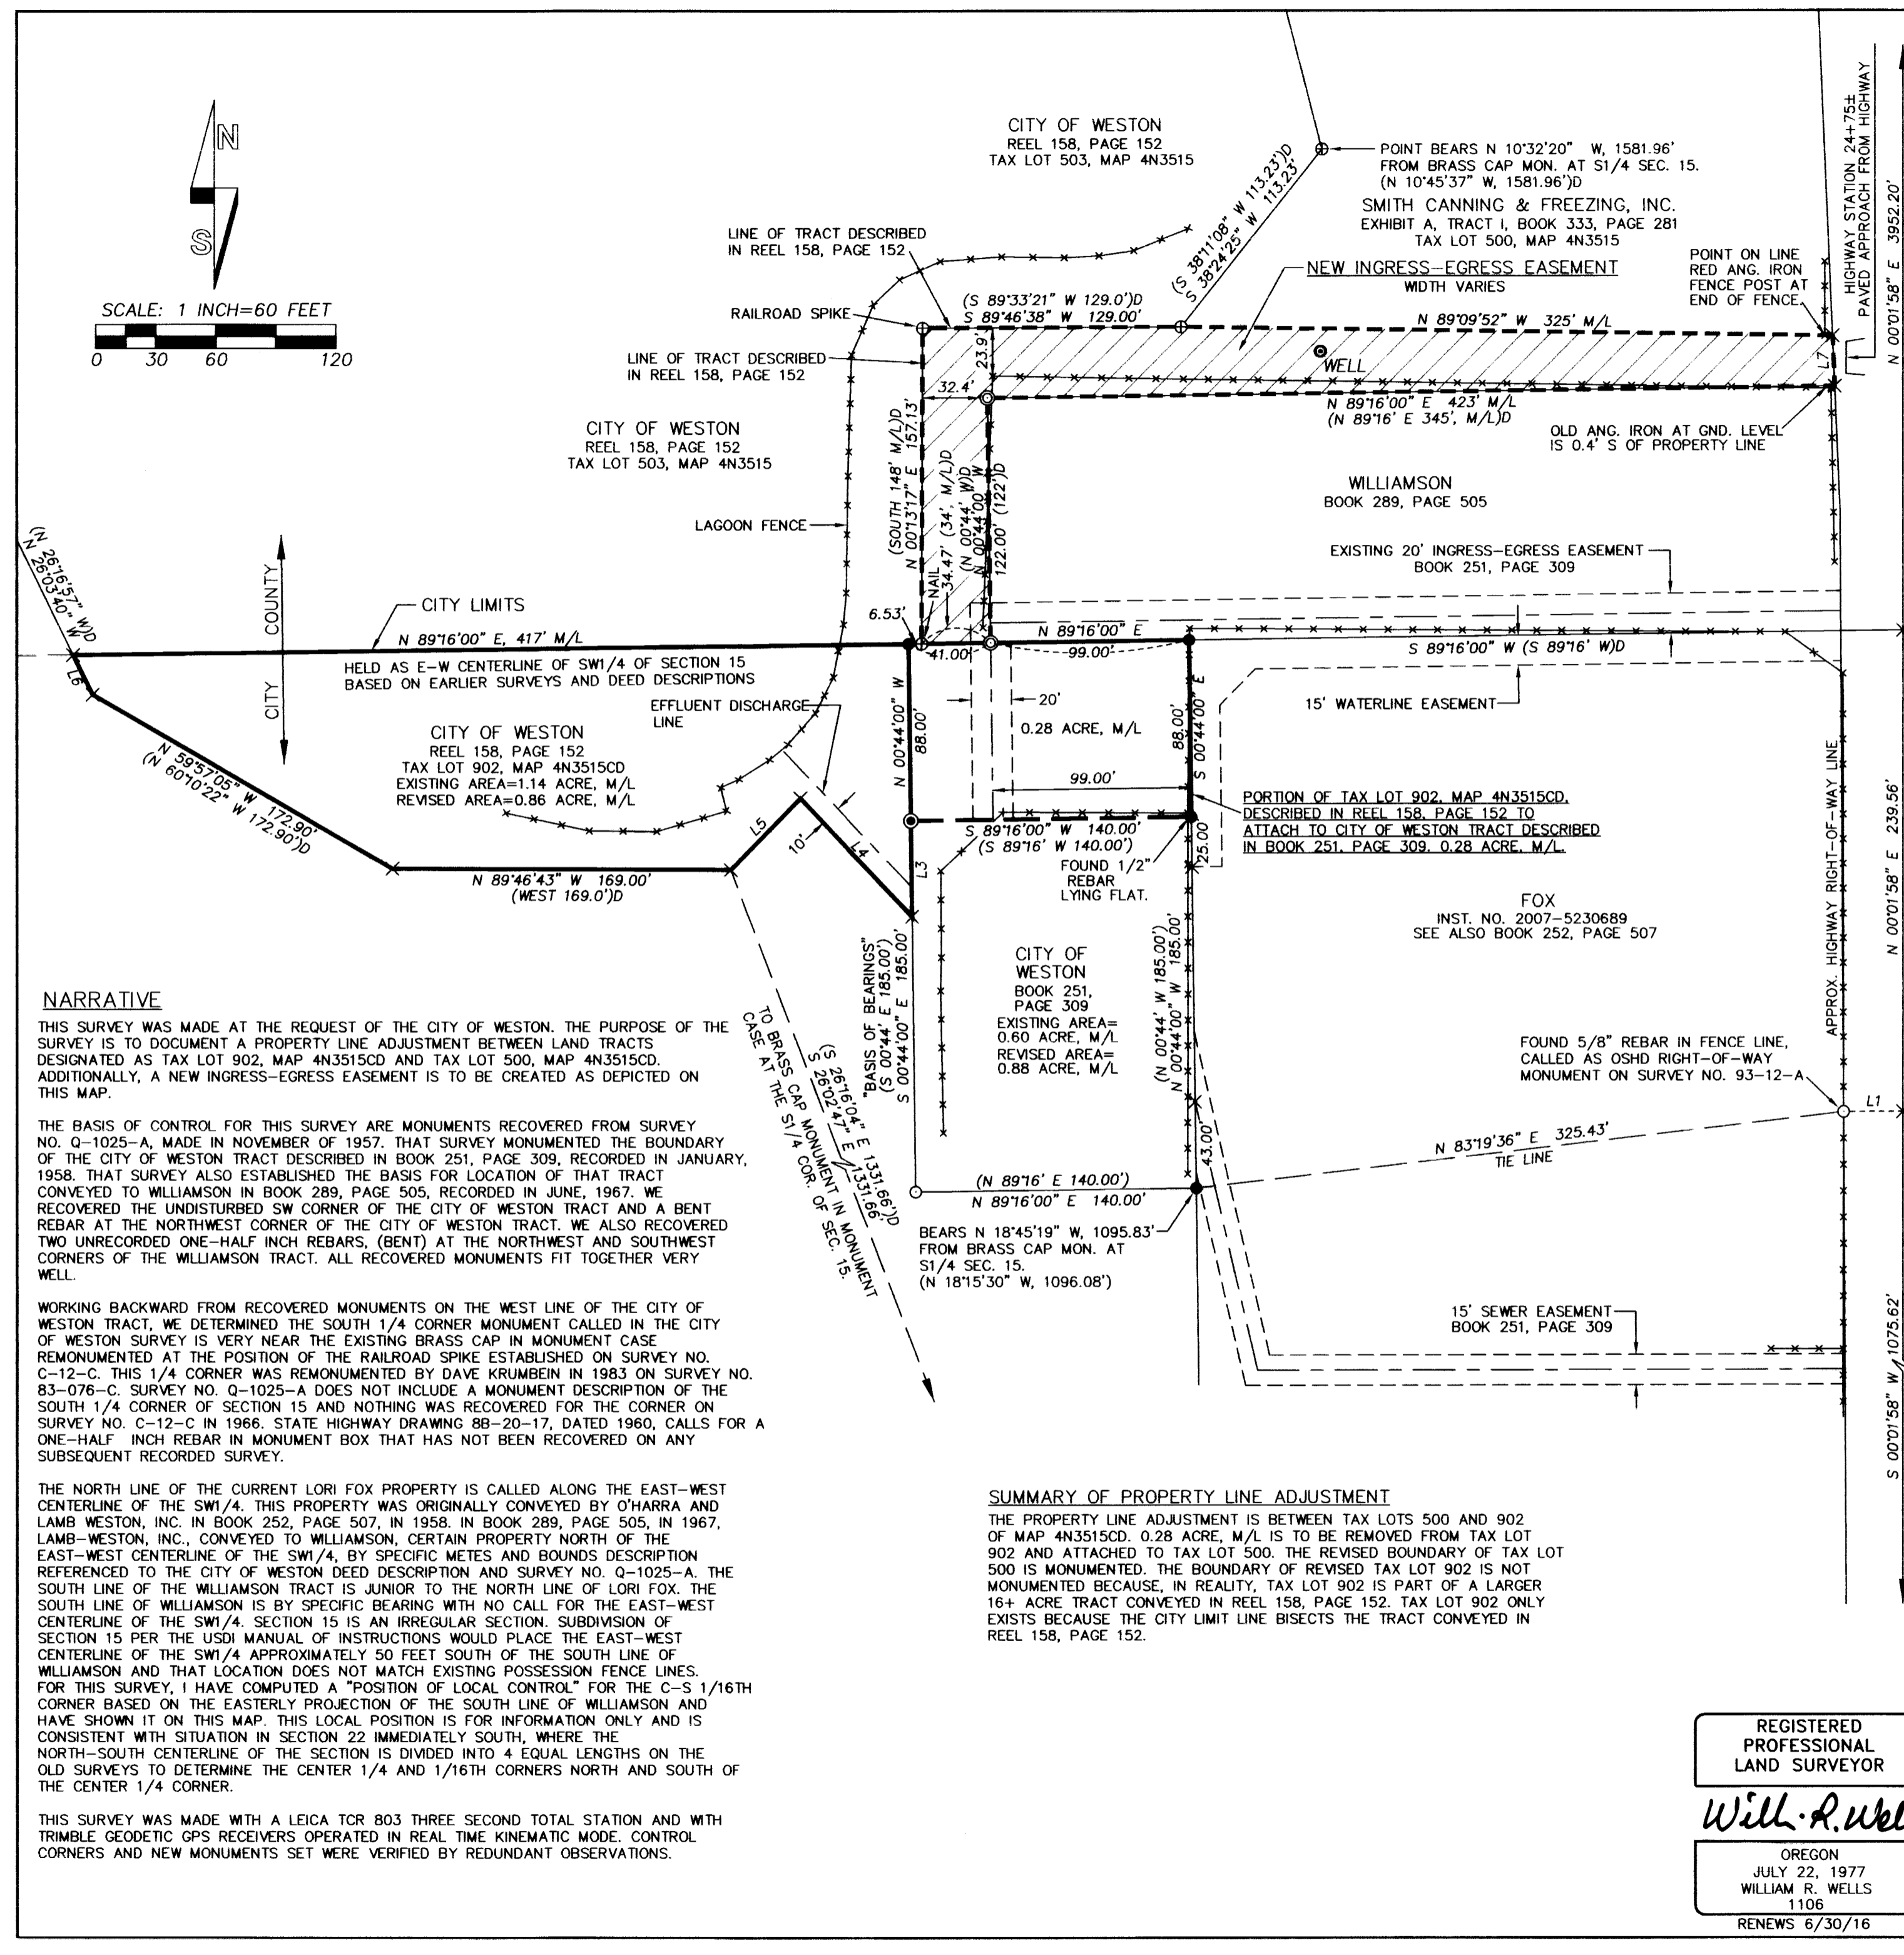 N
S
SCALE: 1 INCH=60 FEET
0 30 60 120
CITY OF WESTON
REEL 158, PAGE 152
TAX LOT 503, MAP 4N3515
(S 38°11'08" W 113.23')D
S 38°24'25" W 113.23'
POINT BEARS N 10°32'20" W, 1581.96'
FROM BRASS CAP MON. AT S1/4 SEC. 15.
(N 10°45'37" W, 1581.96')D
SMITH CANNING & FREEZING, INC.
EXHIBIT A, TRACT I, BOOK 333, PAGE 281
TAX LOT 500, MAP 4N3515
NEW INGRESS-EGRESS EASEMENT
WIDTH VARIES
POINT ON LINE
RED ANG. IRON
FENCE POST AT
END OF FENCE.
HIGHWAY STATION 24+75±
PAVED APPROACH FROM HIGHWAY
N 00°01'58" E 3952.20'
LINE OF TRACT DESCRIBED
IN REEL 158, PAGE 152
RAILROAD SPIKE
(S 89°33'21" W 129.0')D
S 89°46'38" W 129.00'
N 89°09'52" W 325' M/L
LINE OF TRACT DESCRIBED
IN REEL 158, PAGE 152
23.9'
32.4'
WELL
L7
N 89°16'00" E 423' M/L
(N 89°16' E 345', M/L)D
OLD ANG. IRON AT GND. LEVEL
IS 0.4' S OF PROPERTY LINE
CITY OF WESTON
REEL 158, PAGE 152
TAX LOT 503, MAP 4N3515
(SOUTH 148' M/L)D
N 00°13'17" E 157.13'
NAIL
34.47' (34', M/L)D
(N 00°44' W)D
N 00°44'00" W
122.00' (122')D
WILLIAMSON
BOOK 289, PAGE 505
LAGOON FENCE
EXISTING 20' INGRESS-EGRESS EASEMENT
BOOK 251, PAGE 309
(N 26°16'57" W)D
N 26°03'40" W
COUNTY
CITY
CITY LIMITS
6.53'
N 89°16'00" E, 417' M/L
N 89°16'00" E
41.00'
99.00'
S 89°16'00" W (S 89°16' W)D
HELD AS E-W CENTERLINE OF SW1/4 OF SECTION 15
BASED ON EARLIER SURVEYS AND DEED DESCRIPTIONS
L6
EFFLUENT DISCHARGE
LINE
N 00°44'00" W
88.00'
20'
0.28 ACRE, M/L
88.00'
S 00°44'00" E
15' WATERLINE EASEMENT
CITY OF WESTON
REEL 158, PAGE 152
TAX LOT 902, MAP 4N3515CD
EXISTING AREA=1.14 ACRE, M/L
REVISED AREA=0.86 ACRE, M/L
N 59°57'05" W 172.90'
(N 60°10'22" W 172.90')D
99.00'
PORTION OF TAX LOT 902, MAP 4N3515CD,
DESCRIBED IN REEL 158, PAGE 152 TO
ATTACH TO CITY OF WESTON TRACT DESCRIBED
IN BOOK 251, PAGE 309. 0.28 ACRE, M/L.
L5
10'
L4
L3
S 89°16'00" W 140.00'
(S 89°16' W 140.00')
25.00'
FOUND 1/2"
REBAR
LYING FLAT.
N 89°46'43" W 169.00'
(WEST 169.0')D
FOX
INST. NO. 2007-5230689
SEE ALSO BOOK 252, PAGE 507
APPROX. HIGHWAY RIGHT-OF-WAY LINE
N 00°01'58" E 239.56'
"BASIS OF BEARINGS"
(S 00°44' E 185.00')
S 00°44'00" E 185.00'
CITY OF
WESTON
BOOK 251,
PAGE 309
EXISTING AREA=
0.60 ACRE, M/L
REVISED AREA=
0.88 ACRE, M/L
(N 00°44' W 185.00')
N 00°44'00" W 185.00'
TO BRASS CAP MONUMENT IN MONUMENT
CASE AT THE S1/4 COR. OF SEC. 15.
(S 26°16'04" E 1331.66')D
S 26°02'47" E 1331.66'
FOUND 5/8" REBAR IN FENCE LINE,
CALLED AS OSHD RIGHT-OF-WAY
MONUMENT ON SURVEY NO. 93-12-A
L1
43.00'
N 83°19'36" E 325.43'
TIE LINE
(N 89°16' E 140.00')
N 89°16'00" E 140.00'
BEARS N 18°45'19" W, 1095.83'
FROM BRASS CAP MON. AT
S1/4 SEC. 15.
(N 18°15'30" W, 1096.08')
15' SEWER EASEMENT
BOOK 251, PAGE 309
S 00°01'58" W 1075.62'
NARRATIVE
THIS SURVEY WAS MADE AT THE REQUEST OF THE CITY OF WESTON. THE PURPOSE OF THE
SURVEY IS TO DOCUMENT A PROPERTY LINE ADJUSTMENT BETWEEN LAND TRACTS
DESIGNATED AS TAX LOT 902, MAP 4N3515CD AND TAX LOT 500, MAP 4N3515CD.
ADDITIONALLY, A NEW INGRESS-EGRESS EASEMENT IS TO BE CREATED AS DEPICTED ON
THIS MAP.
THE BASIS OF CONTROL FOR THIS SURVEY ARE MONUMENTS RECOVERED FROM SURVEY
NO. Q-1025-A, MADE IN NOVEMBER OF 1957. THAT SURVEY MONUMENTED THE BOUNDARY
OF THE CITY OF WESTON TRACT DESCRIBED IN BOOK 251, PAGE 309, RECORDED IN JANUARY,
1958. THAT SURVEY ALSO ESTABLISHED THE BASIS FOR LOCATION OF THAT TRACT
CONVEYED TO WILLIAMSON IN BOOK 289, PAGE 505, RECORDED IN JUNE, 1967. WE
RECOVERED THE UNDISTURBED SW CORNER OF THE CITY OF WESTON TRACT AND A BENT
REBAR AT THE NORTHWEST CORNER OF THE CITY OF WESTON TRACT. WE ALSO RECOVERED
TWO UNRECORDED ONE-HALF INCH REBARS, (BENT) AT THE NORTHWEST AND SOUTHWEST
CORNERS OF THE WILLIAMSON TRACT. ALL RECOVERED MONUMENTS FIT TOGETHER VERY
WELL.
WORKING BACKWARD FROM RECOVERED MONUMENTS ON THE WEST LINE OF THE CITY OF
WESTON TRACT, WE DETERMINED THE SOUTH 1/4 CORNER MONUMENT CALLED IN THE CITY
OF WESTON SURVEY IS VERY NEAR THE EXISTING BRASS CAP IN MONUMENT CASE
REMONUMENTED AT THE POSITION OF THE RAILROAD SPIKE ESTABLISHED ON SURVEY NO.
C-12-C. THIS 1/4 CORNER WAS REMONUMENTED BY DAVE KRUMBEIN IN 1983 ON SURVEY NO.
83-076-C. SURVEY NO. Q-1025-A DOES NOT INCLUDE A MONUMENT DESCRIPTION OF THE
SOUTH 1/4 CORNER OF SECTION 15 AND NOTHING WAS RECOVERED FOR THE CORNER ON
SURVEY NO. C-12-C IN 1966. STATE HIGHWAY DRAWING 8B-20-17, DATED 1960, CALLS FOR A
ONE-HALF INCH REBAR IN MONUMENT BOX THAT HAS NOT BEEN RECOVERED ON ANY
SUBSEQUENT RECORDED SURVEY.
THE NORTH LINE OF THE CURRENT LORI FOX PROPERTY IS CALLED ALONG THE EAST-WEST
CENTERLINE OF THE SW1/4. THIS PROPERTY WAS ORIGINALLY CONVEYED BY O'HARRA AND
LAMB WESTON, INC. IN BOOK 252, PAGE 507, IN 1958. IN BOOK 289, PAGE 505, IN 1967,
LAMB-WESTON, INC., CONVEYED TO WILLIAMSON, CERTAIN PROPERTY NORTH OF THE
EAST-WEST CENTERLINE OF THE SW1/4, BY SPECIFIC METES AND BOUNDS DESCRIPTION
REFERENCED TO THE CITY OF WESTON DEED DESCRIPTION AND SURVEY NO. Q-1025-A. THE
SOUTH LINE OF THE WILLIAMSON TRACT IS JUNIOR TO THE NORTH LINE OF LORI FOX. THE
SOUTH LINE OF WILLIAMSON IS BY SPECIFIC BEARING WITH NO CALL FOR THE EAST-WEST
CENTERLINE OF THE SW1/4. SECTION 15 IS AN IRREGULAR SECTION. SUBDIVISION OF
SECTION 15 PER THE USDI MANUAL OF INSTRUCTIONS WOULD PLACE THE EAST-WEST
CENTERLINE OF THE SW1/4 APPROXIMATELY 50 FEET SOUTH OF THE SOUTH LINE OF
WILLIAMSON AND THAT LOCATION DOES NOT MATCH EXISTING POSSESSION FENCE LINES.
FOR THIS SURVEY, I HAVE COMPUTED A "POSITION OF LOCAL CONTROL" FOR THE C-S 1/16TH
CORNER BASED ON THE EASTERLY PROJECTION OF THE SOUTH LINE OF WILLIAMSON AND
HAVE SHOWN IT ON THIS MAP. THIS LOCAL POSITION IS FOR INFORMATION ONLY AND IS
CONSISTENT WITH SITUATION IN SECTION 22 IMMEDIATELY SOUTH, WHERE THE
NORTH-SOUTH CENTERLINE OF THE SECTION IS DIVIDED INTO 4 EQUAL LENGTHS ON THE
OLD SURVEYS TO DETERMINE THE CENTER 1/4 AND 1/16TH CORNERS NORTH AND SOUTH OF
THE CENTER 1/4 CORNER.
THIS SURVEY WAS MADE WITH A LEICA TCR 803 THREE SECOND TOTAL STATION AND WITH
TRIMBLE GEODETIC GPS RECEIVERS OPERATED IN REAL TIME KINEMATIC MODE. CONTROL
CORNERS AND NEW MONUMENTS SET WERE VERIFIED BY REDUNDANT OBSERVATIONS.
SUMMARY OF PROPERTY LINE ADJUSTMENT
THE PROPERTY LINE ADJUSTMENT IS BETWEEN TAX LOTS 500 AND 902
OF MAP 4N3515CD. 0.28 ACRE, M/L IS TO BE REMOVED FROM TAX LOT
902 AND ATTACHED TO TAX LOT 500. THE REVISED BOUNDARY OF TAX LOT
500 IS MONUMENTED. THE BOUNDARY OF REVISED TAX LOT 902 IS NOT
MONUMENTED BECAUSE, IN REALITY, TAX LOT 902 IS PART OF A LARGER
16+ ACRE TRACT CONVEYED IN REEL 158, PAGE 152. TAX LOT 902 ONLY
EXISTS BECAUSE THE CITY LIMIT LINE BISECTS THE TRACT CONVEYED IN
REEL 158, PAGE 152.
REGISTERED
PROFESSIONAL
LAND SURVEYOR
Will. R. Wel
OREGON
JULY 22, 1977
WILLIAM R. WELLS
1106
RENEWS 6/30/16